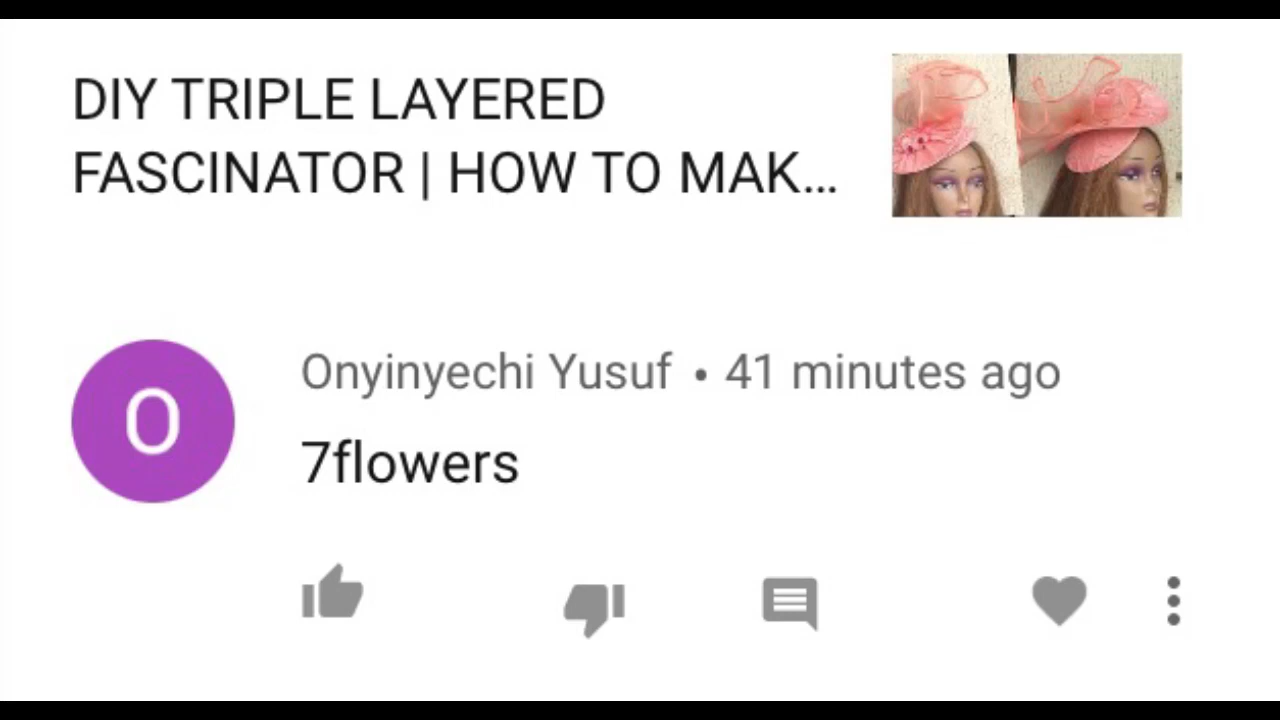 DIY TRIPLE LAYERED
FASCINATOR | HOW TO MAK...
Onyinyechi Yusuf • 41 minutes ago
O
7flowers